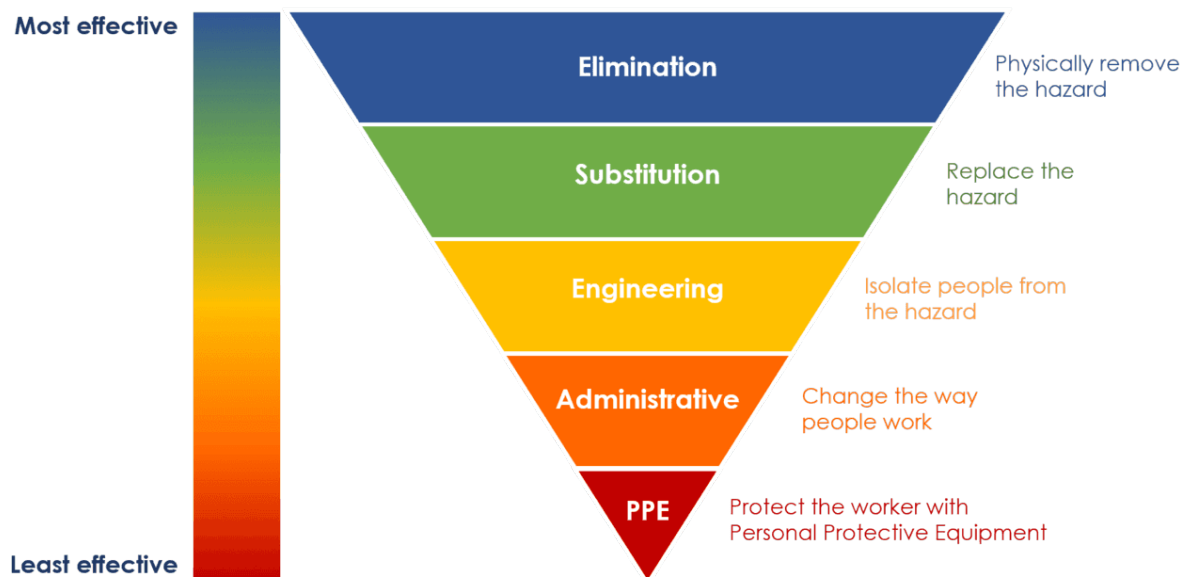 Most effective
Elimination
Physically remove
the hazard
Substitution
Replace the
hazard
Engineering
Isolate people from
the hazard
Administrative
Change the way
people work
PPE
Protect the worker with
Personal Protective Equipment
Least effective